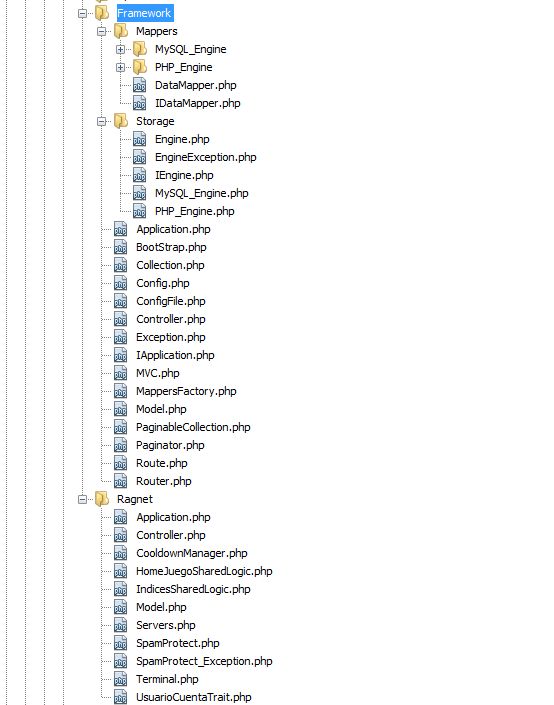 Framework
Mappers
MySQL_Engine
PHP_Engine
DataMapper.php
IDataMapper.php
Storage
Engine.php
EngineException.php
IEngine.php
MySQL_Engine.php
PHP_Engine.php
Application.php
BootStrap.php
Collection.php
Config.php
ConfigFile.php
Controller.php
Exception.php
IApplication.php
MVC.php
MappersFactory.php
Model.php
PaginableCollection.php
Paginator.php
Route.php
Router.php
Ragnet
Application.php
Controller.php
CooldownManager.php
HomeJuegoSharedLogic.php
IndicesSharedLogic.php
Model.php
Servers.php
SpamProtect.php
SpamProtect_Exception.php
Terminal.php
UsuarioCuentaTrait.php